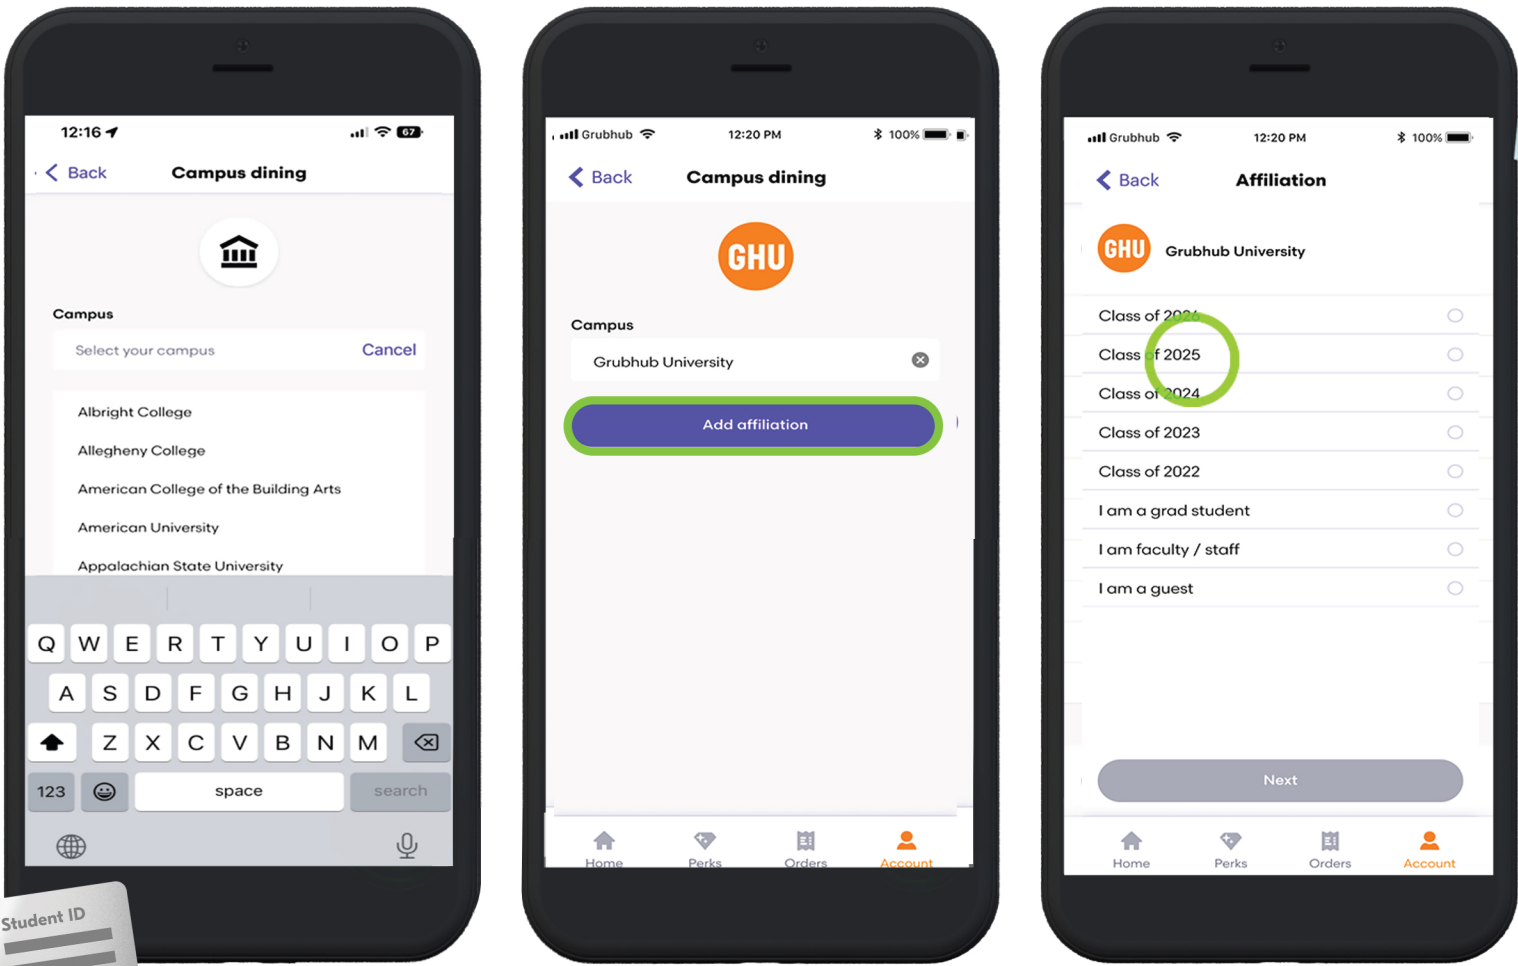 12:16
67
Back
Campus dining
Campus
Select your campus
Cancel
Albright College
Allegheny College
American College of the Building Arts
American University
Appalachian State University
Q W E R T Y U I O P
A S D F G H J K L
Z X C V B N M
123
space
search
Student ID
Grubhub
12:20 PM
100%
Back
Campus dining
GHU
Campus
Grubhub University
Add affiliation
Home
Perks
Orders
Account
Grubhub
12:20 PM
100%
Back
Affiliation
GHU
Grubhub University
Class of 2026
Class of 2025
Class of 2024
Class of 2023
Class of 2022
I am a grad student
I am faculty / staff
I am a guest
Next
Home
Perks
Orders
Account